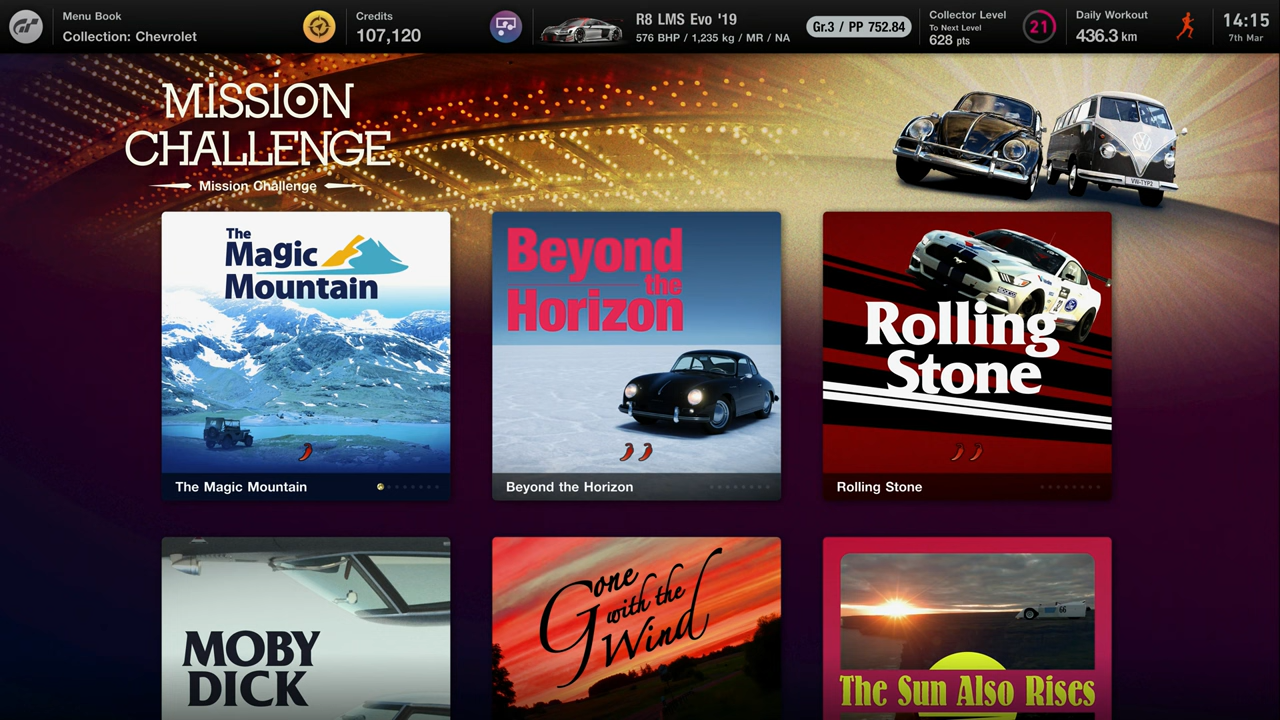 Menu Book
Collection: Chevrolet
Credits
107,120
R8 LMS Evo '19
576 BHP / 1,235 kg / MR / NA
Gr.3 / PP 752.84
Collector Level
To Next Level
628 pts
21
Daily Workout
436.3 km
14:15
7th Mar
MISSION
CHALLENGE
Mission Challenge
VW-TYP2
The
Magic
Mountain
The Magic Mountain
Beyond
the
Horizon
Beyond the Horizon
Rolling
Stone
Rolling Stone
MOBY
DICK
Gone
with the
Wind
66
The Sun Also Rises